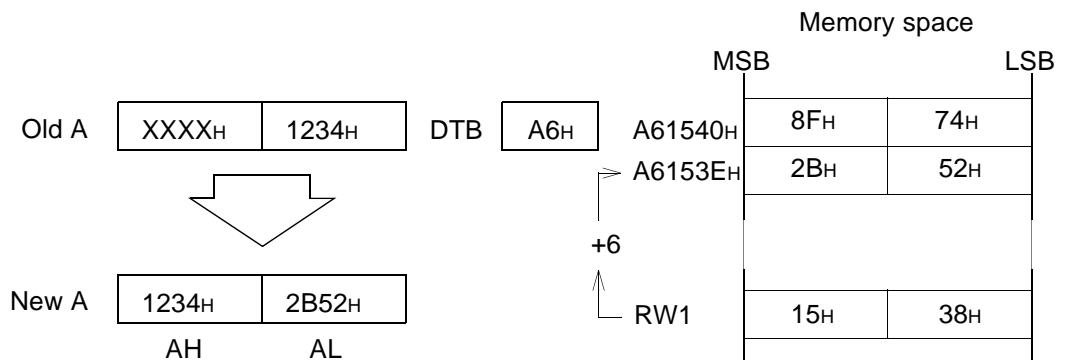 Memory space
MSB LSB
Old A XXXXH 1234H DTB A6H A61540H 8FH 74H
A6153EH 2BH 52H
+6
New A 1234H 2B52H RW1 15H 38H
AH AL